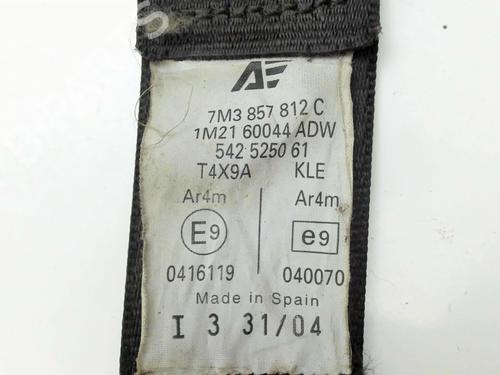 AE
7M3 857 812 C
1M21 60044 ADW
542 5250 61
T4X9A KLE
Ar4m Ar4m
E9 e9
0416119 040070
Made in Spain
I 3 31/04